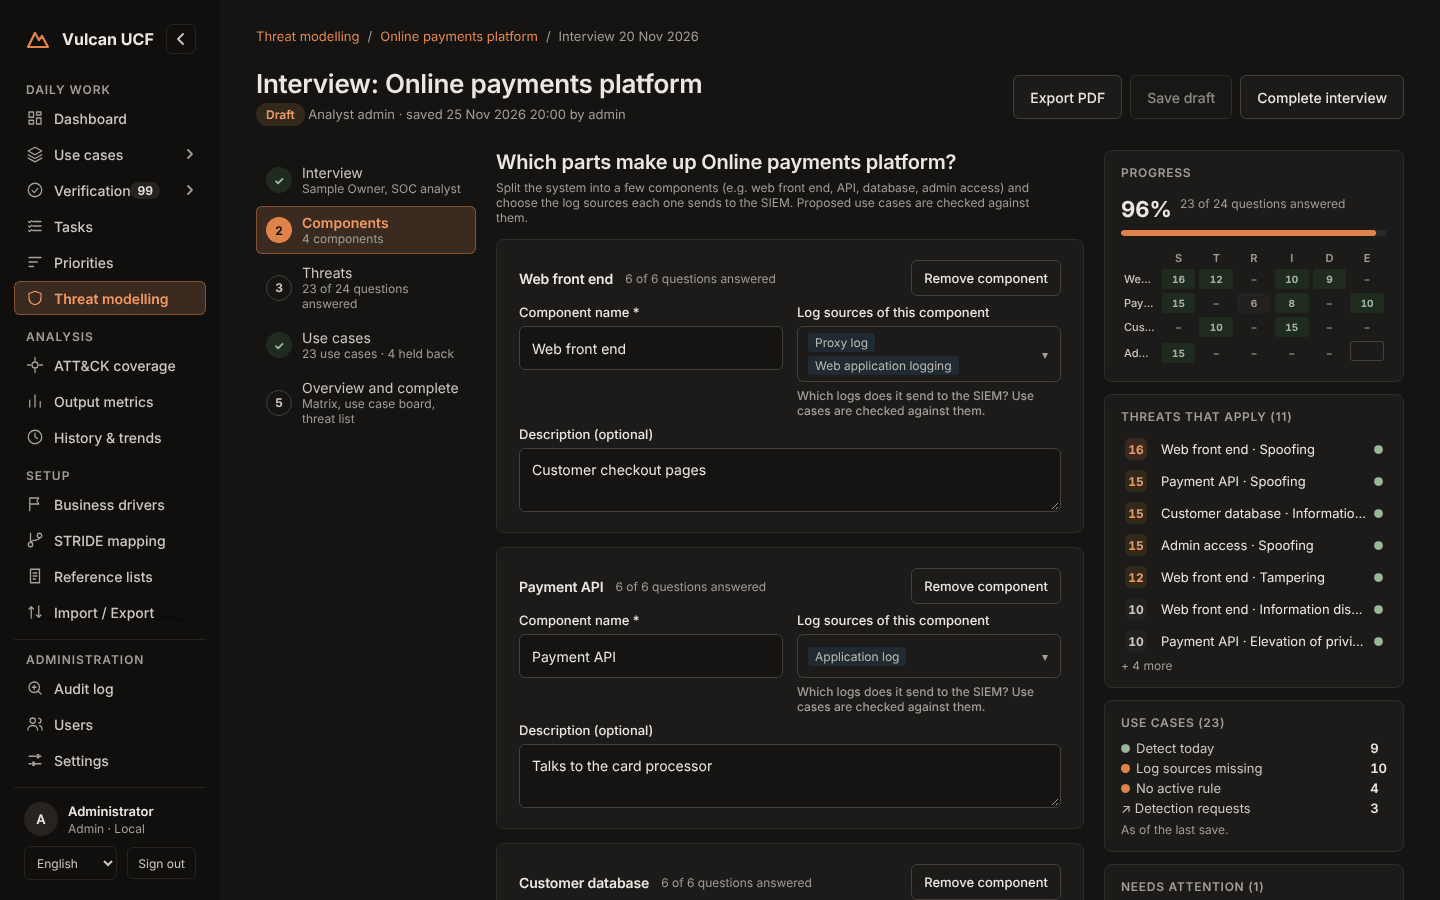 Vulcan UCF
DAILY WORK
Dashboard
Use cases
Verification 99
Tasks
Priorities
Threat modelling
ANALYSIS
ATT&CK coverage
Output metrics
History & trends
SETUP
Business drivers
STRIDE mapping
Reference lists
Import / Export
ADMINISTRATION
Audit log
Users
Settings
A
Administrator
Admin · Local
English
Sign out
Threat modelling / Online payments platform / Interview 20 Nov 2026
Interview: Online payments platform
Draft Analyst admin · saved 25 Nov 2026 20:00 by admin
Export PDF
Save draft
Complete interview
Interview
Sample Owner, SOC analyst
2
Components
4 components
3
Threats
23 of 24 questions
answered
Use cases
23 use cases · 4 held back
5
Overview and complete
Matrix, use case board,
threat list
Which parts make up Online payments platform?
Split the system into a few components (e.g. web front end, API, database, admin access) and
choose the log sources each one sends to the SIEM. Proposed use cases are checked against
them.
Web front end 6 of 6 questions answered
Remove component
Component name *
Web front end
Log sources of this component
Proxy log
Web application logging
Which logs does it send to the SIEM? Use
cases are checked against them.
Description (optional)
Customer checkout pages
Payment API 6 of 6 questions answered
Remove component
Component name *
Payment API
Log sources of this component
Application log
Which logs does it send to the SIEM? Use
cases are checked against them.
Description (optional)
Talks to the card processor
Customer database 6 of 6 questions answered
Remove component
PROGRESS
96% 23 of 24 questions answered
S T R I D E
We... 16 12 – 10 9 –
Pay... 15 – 6 8 – 10
Cus... – 10 – 15 – –
Ad... 15 – – – –
THREATS THAT APPLY (11)
16 Web front end · Spoofing
15 Payment API · Spoofing
15 Customer database · Informatio...
15 Admin access · Spoofing
12 Web front end · Tampering
10 Web front end · Information dis...
10 Payment API · Elevation of privi...
+ 4 more
USE CASES (23)
Detect today 9
Log sources missing 10
No active rule 4
↗ Detection requests 3
As of the last save.
NEEDS ATTENTION (1)